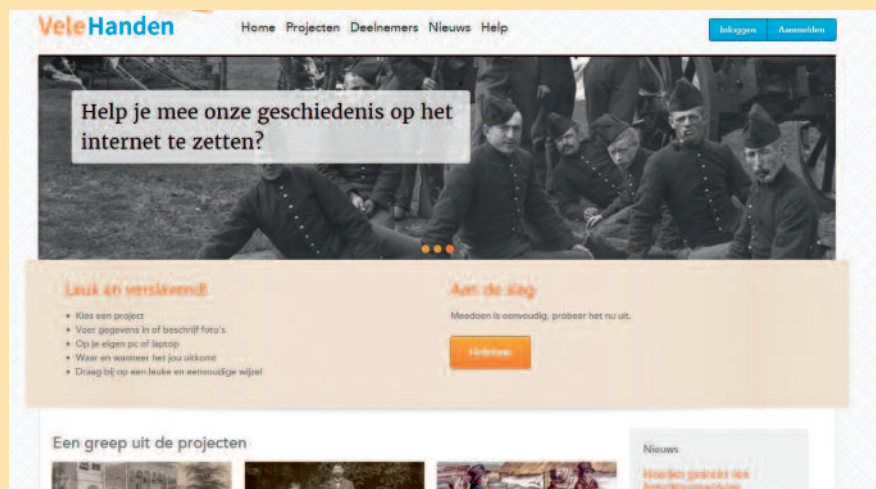 VeleHanden
Home Projecten Deelnemers Nieuws Help
Inloggen Aanmelden
Help je mee onze geschiedenis op het
internet te zetten?
Leuk en verslavend!
• Kies een project
• Voer gegevens in of beschrijf foto's
• Op je eigen pc of laptop
• Waar en wanneer het jou uitkomt
• Draag bij op een leuke en eenvoudige wijze!
Aan de slag
Meedoen is eenvoudig, probeer het nu uit.
Een greep uit de projecten
Nieuws